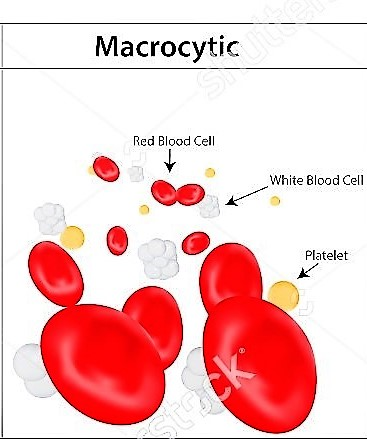 Macrocytic
Red Blood Cell
White Blood Cell
Platelet